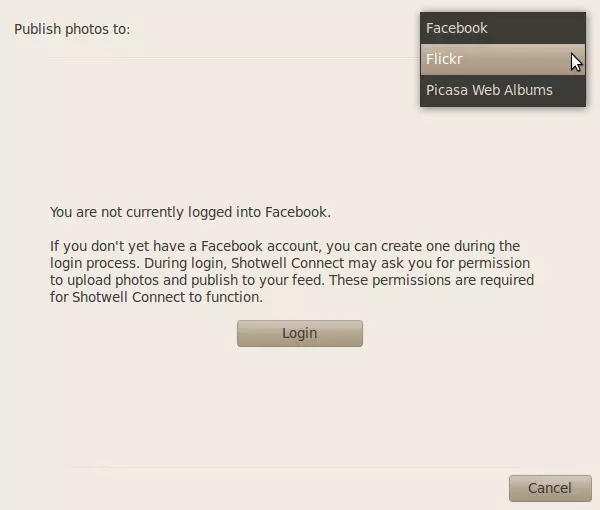 Publish photos to:
Facebook
Flickr
Picasa Web Albums
You are not currently logged into Facebook.
If you don't yet have a Facebook account, you can create one during the
login process. During login, Shotwell Connect may ask you for permission
to upload photos and publish to your feed. These permissions are required
for Shotwell Connect to function.
Login
Cancel